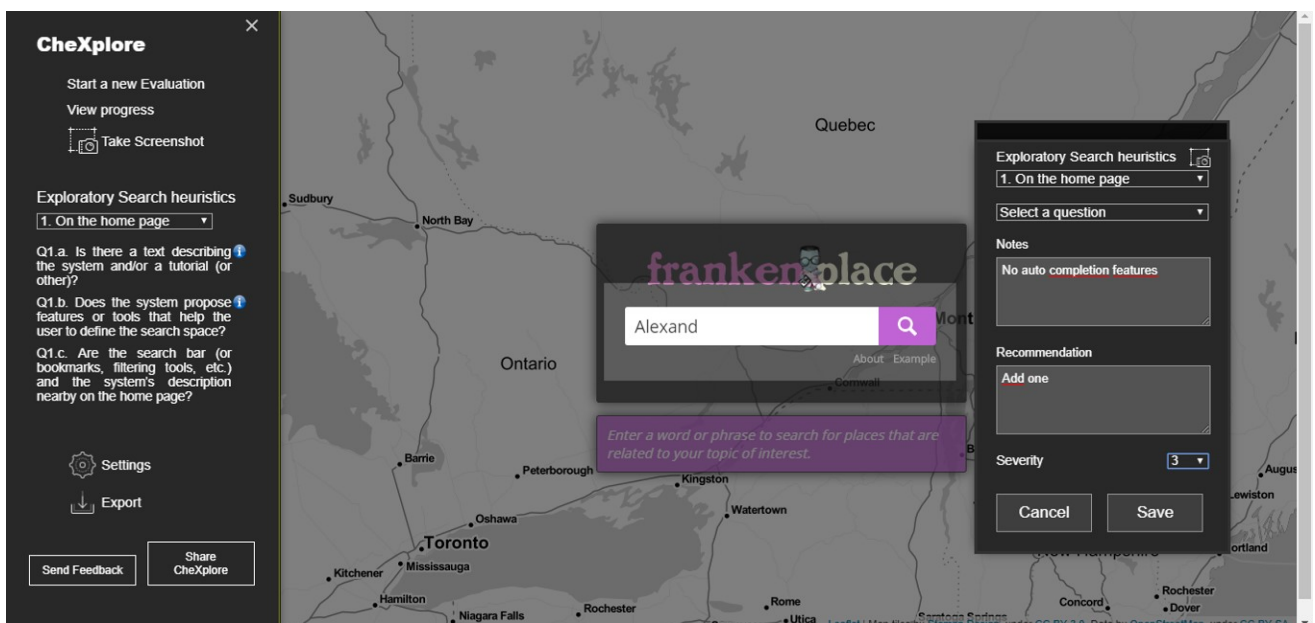 CheXplore
×
Start a new Evaluation
View progress
Take Screenshot
Exploratory Search heuristics
1. On the home page
Q1.a. Is there a text describing
the system and/or a tutorial (or
other)?
Q1.b. Does the system propose
features or tools that help the
user to define the search space?
Q1.c. Are the search bar (or
bookmarks, filtering tools, etc.)
and the system's description
nearby on the home page?
Settings
Export
Send Feedback
Share
CheXplore
Quebec
Sudbury
North Bay
Ontario
frankenplace
Alexand
About Example
Mont
Cornwall
Enter a word or phrase to search for places that are
related to your topic of interest.
Barrie
Peterborough
Kingston
Watertown
Oshawa
Toronto
Mississauga
Kitchener
Hamilton
Niagara Falls
Rochester
Rome
Utica
Saratoga Springs
Concord
Rochester
Dover
New Hampshire
ortland
ewiston
Augus
Exploratory Search heuristics
1. On the home page
Select a question
Notes
No auto completion features
Recommendation
Add one
Severity
3
Cancel
Save